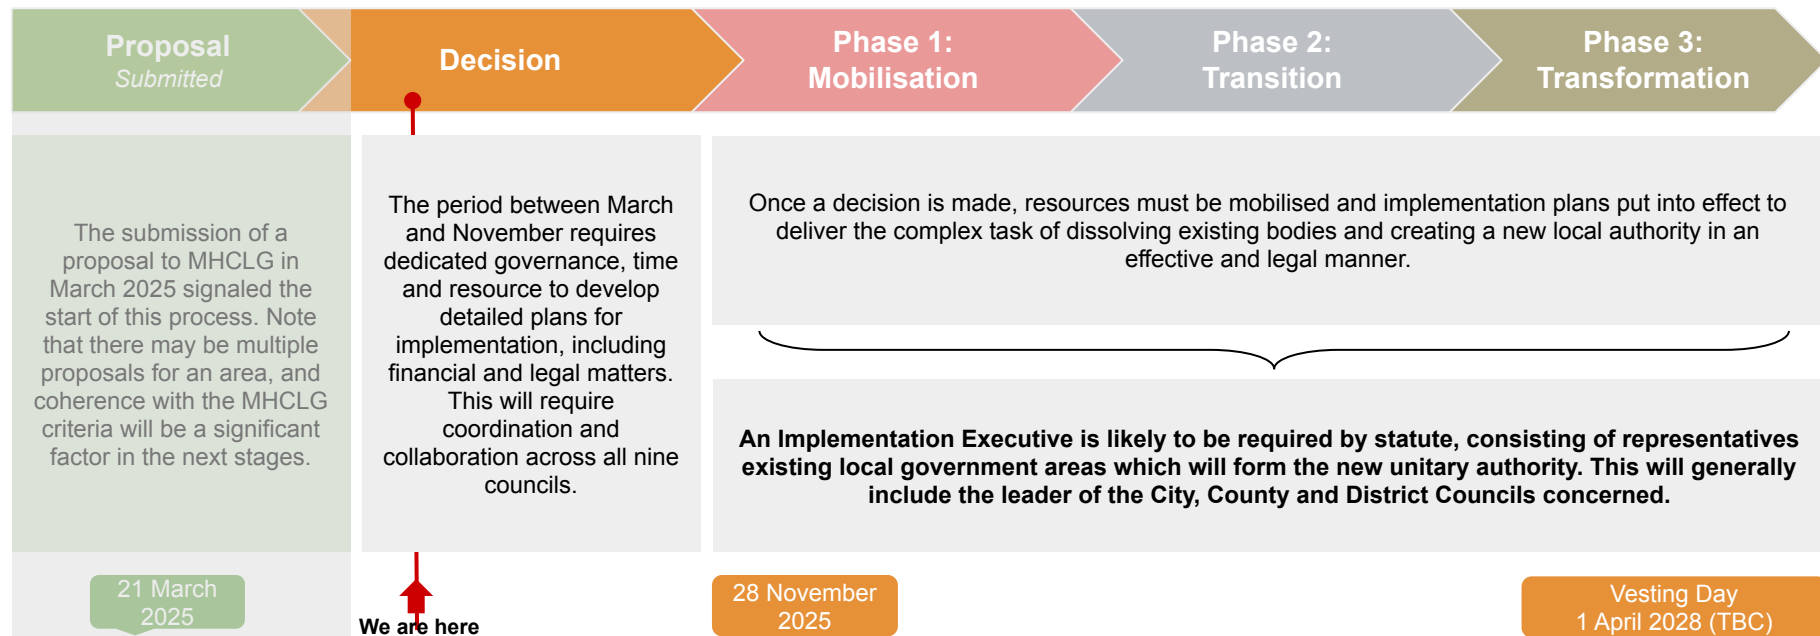 Proposal
Submitted
Decision
Phase 1:
Mobilisation
Phase 2:
Transition
Phase 3:
Transformation
The submission of a
proposal to MHCLG in
March 2025 signaled the
start of this process. Note
that there may be multiple
proposals for an area, and
coherence with the MHCLG
criteria will be a significant
factor in the next stages.
The period between March
and November requires
dedicated governance, time
and resource to develop
detailed plans for
implementation, including
financial and legal matters.
This will require
coordination and
collaboration across all nine
councils.
Once a decision is made, resources must be mobilised and implementation plans put into effect to
deliver the complex task of dissolving existing bodies and creating a new local authority in an
effective and legal manner.
An Implementation Executive is likely to be required by statute, consisting of representatives
existing local government areas which will form the new unitary authority. This will generally
include the leader of the City, County and District Councils concerned.
21 March
2025
We are here
28 November
2025
Vesting Day
1 April 2028 (TBC)